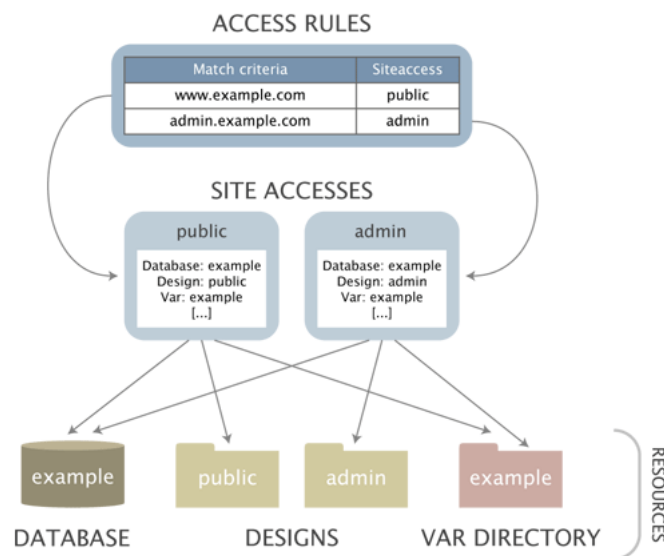 ACCESS RULES
Match criteria Siteaccess
www.example.com public
admin.example.com admin
SITE ACCESSES
public
Database: example
Design: public
Var: example
[...]
admin
Database: example
Design: admin
Var: example
[...]
example
public
admin
example
DATABASE
DESIGNS
VAR DIRECTORY
RESOURCES